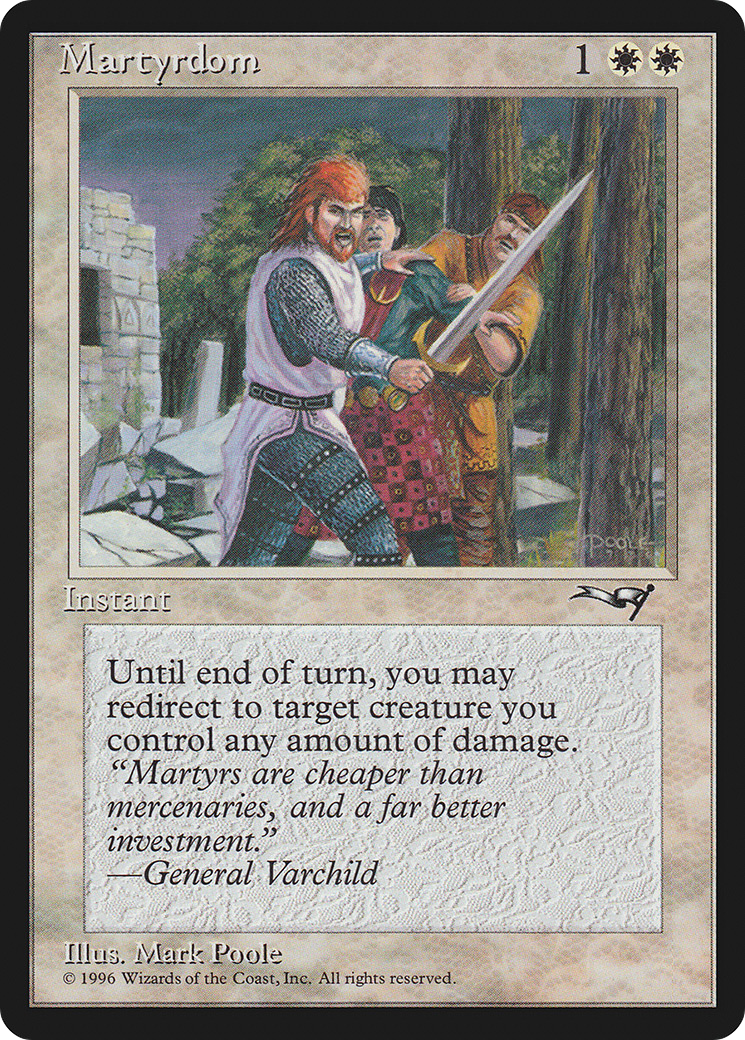 Martyrdom 1
POOLE
Instant
Until end of turn, you may
redirect to target creature you
control any amount of damage.
“Martyrs are cheaper than
mercenaries, and a far better
investment.”
—General Varchild
Illus. Mark Poole
© 1996 Wizards of the Coast, Inc. All rights reserved.